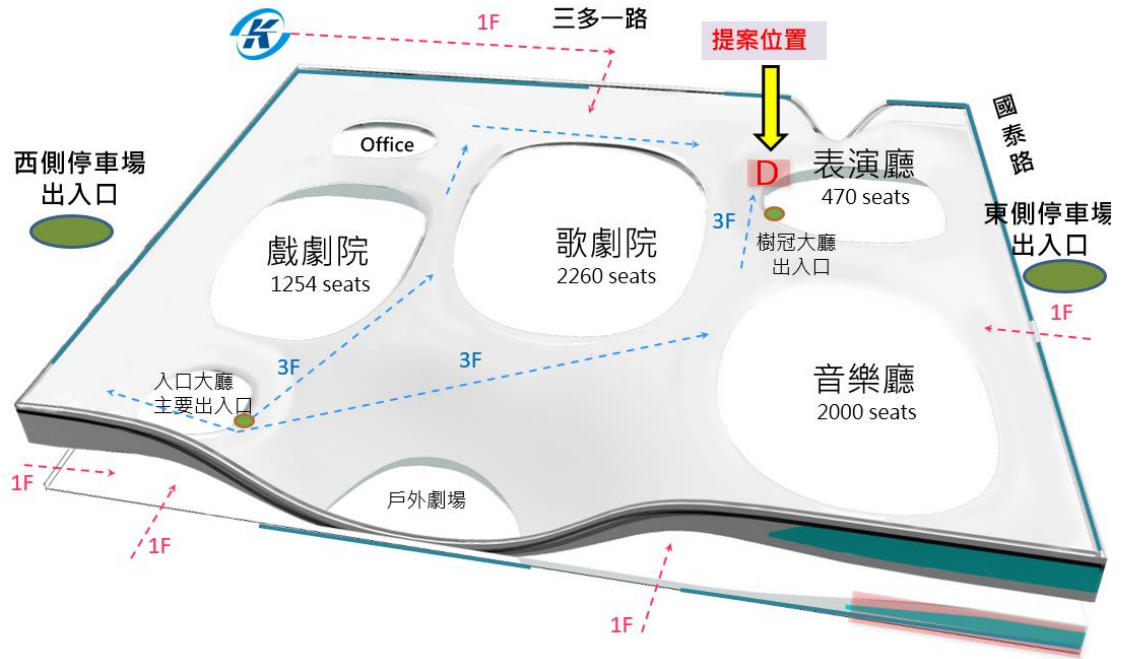 K
1F
三多一路
提案位置
國泰路
Office
西側停車場
出入口
D
表演廳
470 seats
東側停車場
出入口
戲劇院
1254 seats
歌劇院
2260 seats
3F
樹冠大廳
出入口
1F
3F
3F
入口大廳
主要出入口
音樂廳
2000 seats
1F
戶外劇場
1F
1F